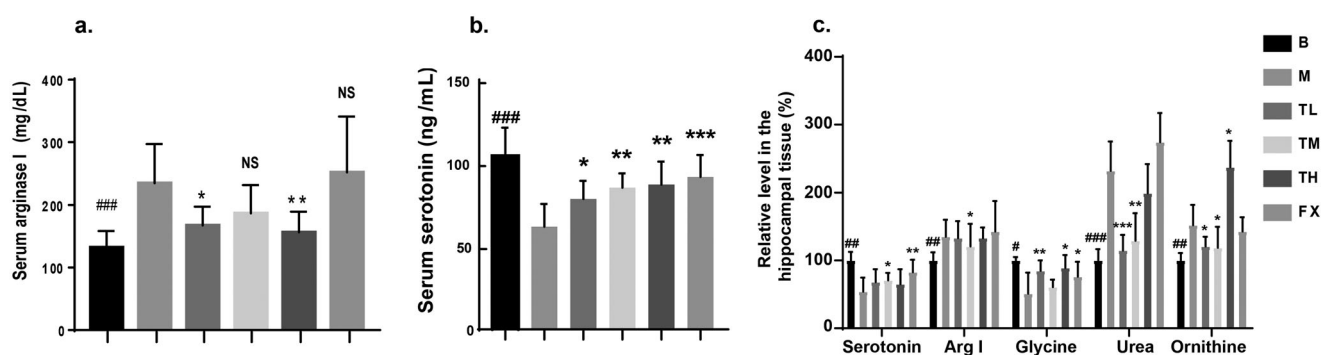 a.
Serum arginase I (mg/dL)
400
300
200
100
0
###
*
NS
**
NS
b.
Serum serotonin (ng/mL)
150
100
50
0
###
*
**
**
***
c.
Relative level in the
hippocampal tissue (%)
400
300
200
100
0
##
*
**
##
*
#
**
*
*
###
***
**
##
*
*
*
Serotonin
Arg I
Glycine
Urea
Ornithine
B
M
TL
TM
TH
FX